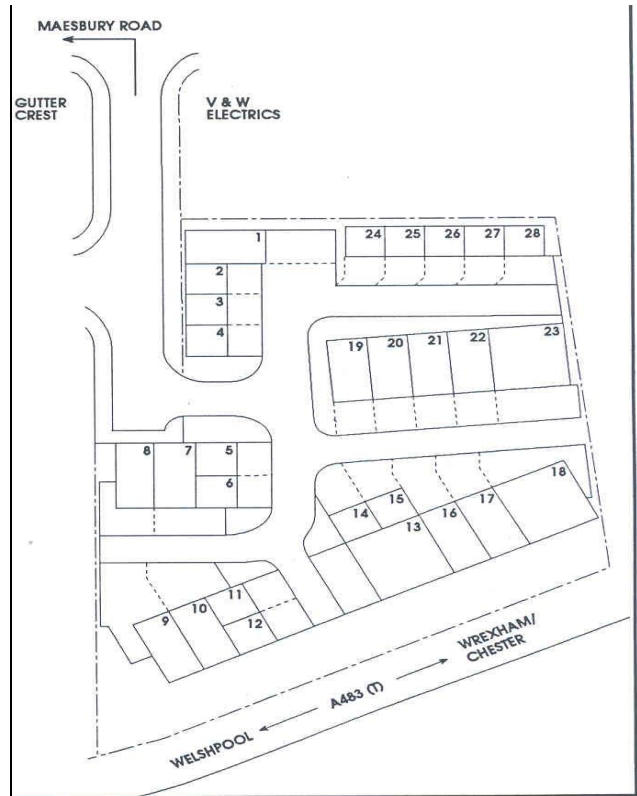 MAESBURY ROAD
GUTTER
CREST
V & W
ELECTRICS
1
24 25 26 27 28
2
3
4
19 20 21 22 23
8 7 5
6
18
17
16
15
14
13
11
10
9
12
WREXHAM/
CHESTER
A483 (T)
WELSHPOOL